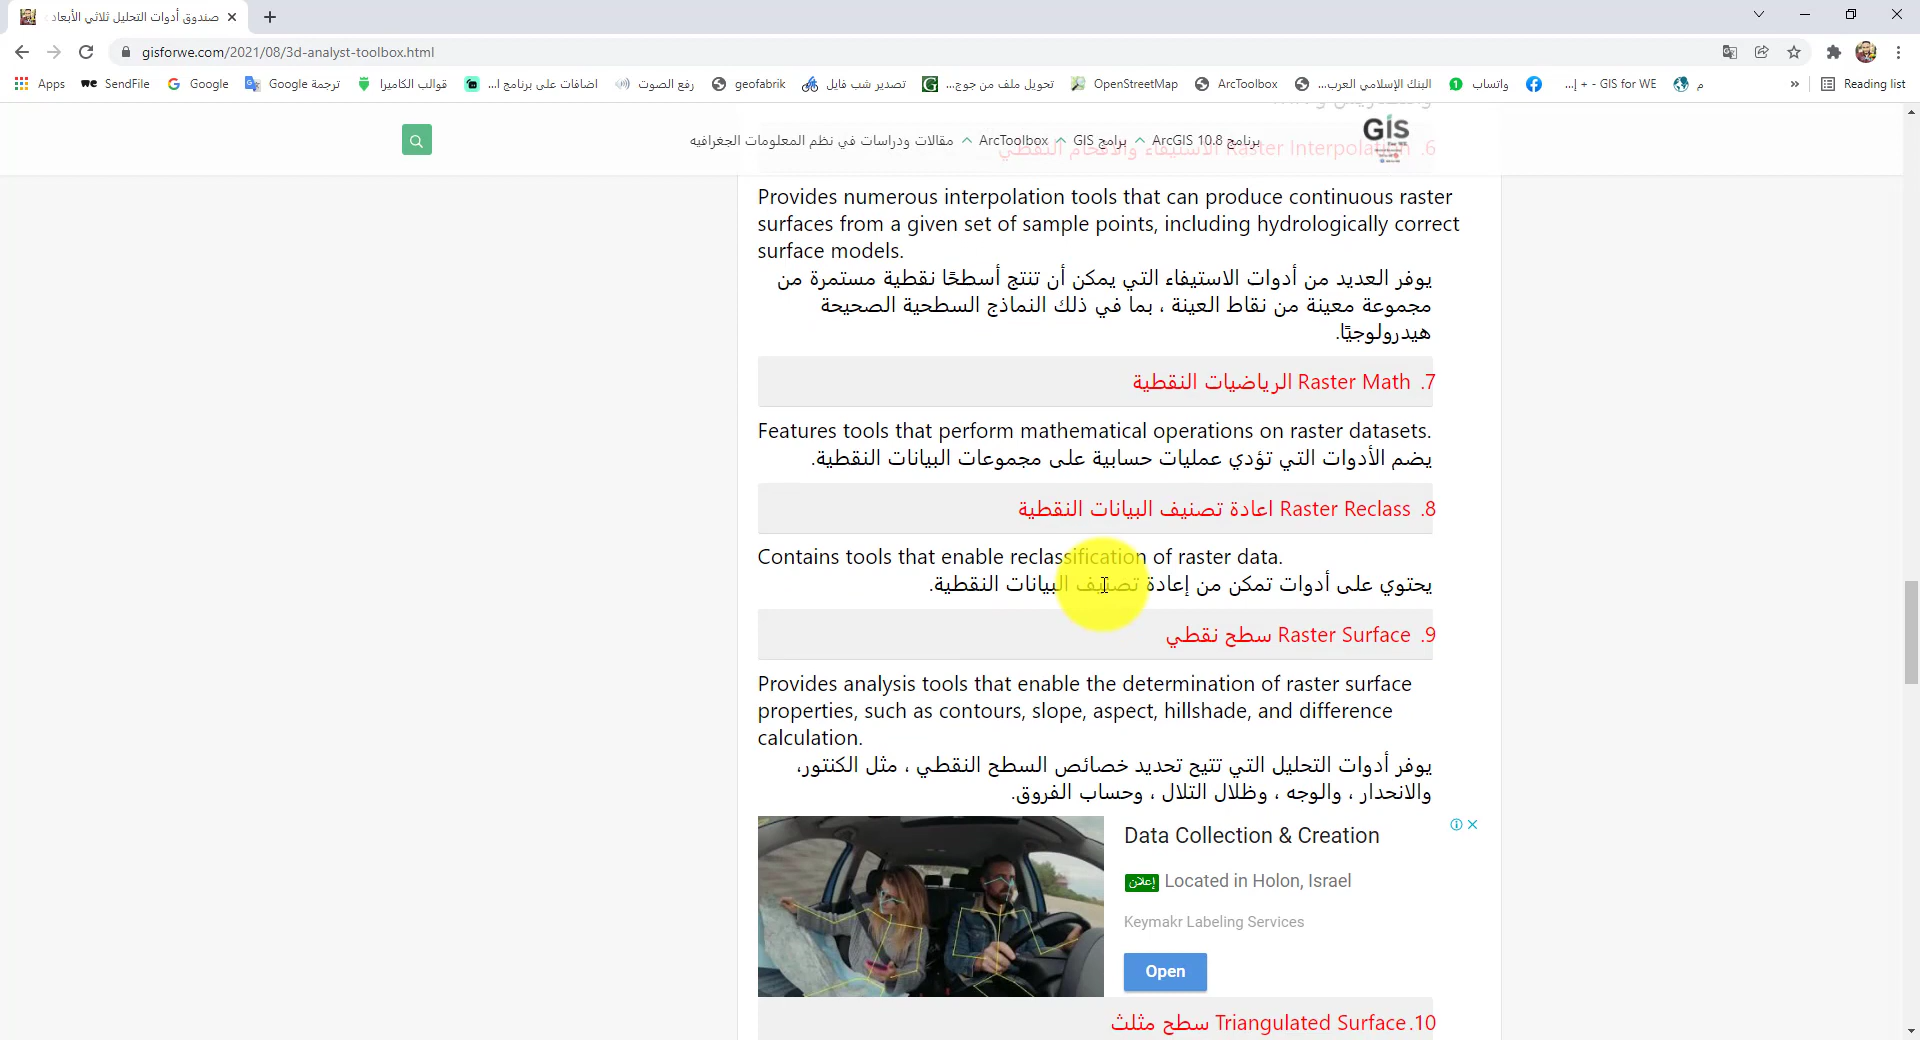 صندوق أدوات التحليل ثلاثي الأبعاد
gisforwe.com/2021/08/3d-analyst-toolbox.html
Apps
SendFile
Google
ترجمة Google
قوالب الكاميرا
اضافات على برنامج ا...
رفع الصوت
geofabrik
تصدير شب فايل
تحويل ملف من جوج...
OpenStreetMap
ArcToolbox
البنك الإسلامي العرب...
واتساب
GIS for WE - + إ...
م
»
Reading list
GIS
برنامج ArcGIS 10.8
برامج GIS
ArcToolbox
مقالات ودراسات في نظم المعلومات الجغرافيه
6. Raster Interpolation الاستيفاء والاقحام النقطي
Provides numerous interpolation tools that can produce continuous raster
surfaces from a given set of sample points, including hydrologically correct
surface models.
يوفر العديد من أدوات الاستيفاء التي يمكن أن تنتج أسطحًا نقطية مستمرة من
مجموعة معينة من نقاط العينة ، بما في ذلك النماذج السطحية الصحيحة
هيدرولوجيًا.
7. Raster Math الرياضيات النقطية
Features tools that perform mathematical operations on raster datasets.
يضم الأدوات التي تؤدي عمليات حسابية على مجموعات البيانات النقطية.
8. Raster Reclass اعادة تصنيف البيانات النقطية
Contains tools that enable reclassification of raster data.
يحتوي على أدوات تمكن من إعادة تصنيف البيانات النقطية.
9. Raster Surface سطح نقطي
Provides analysis tools that enable the determination of raster surface
properties, such as contours, slope, aspect, hillshade, and difference
calculation.
يوفر أدوات التحليل التي تتيح تحديد خصائص السطح النقطي ، مثل الكنتور،
والانحدار ، والوجه ، وظلال التلال ، وحساب الفروق.
Data Collection & Creation
إعلان Located in Holon, Israel
Keymakr Labeling Services
Open
10. Triangulated Surface سطح مثلث